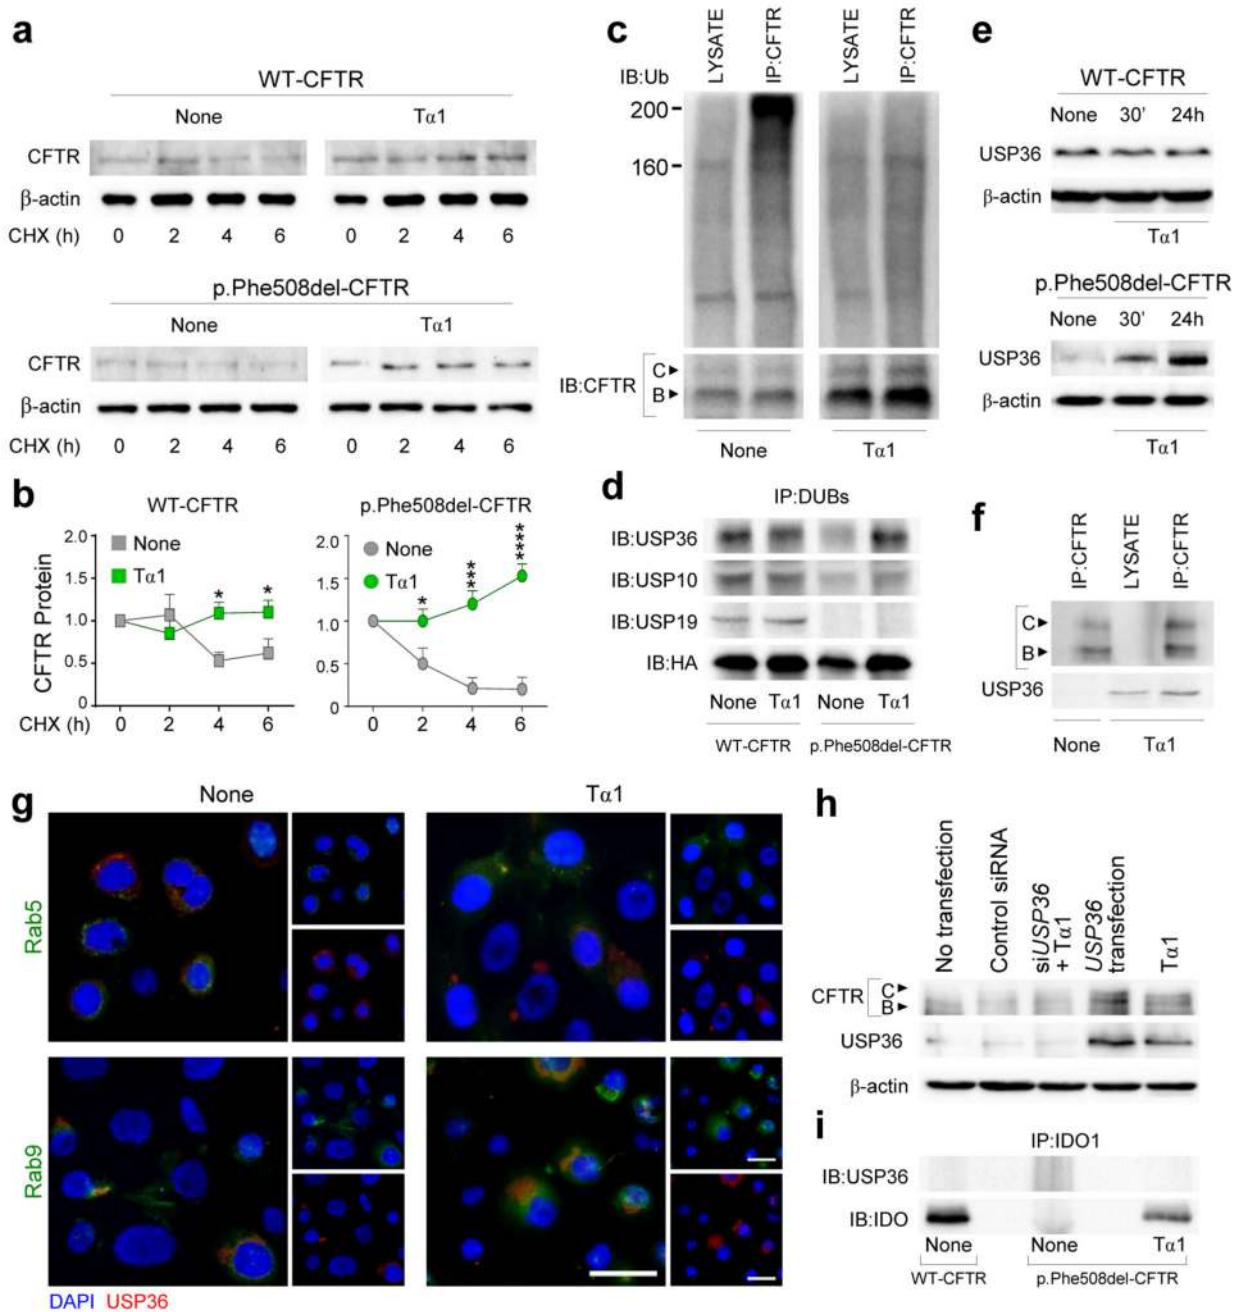 a
WT-CFTR
None Tα1
CFTR
β-actin
CHX (h) 0 2 4 6 0 2 4 6
p.Phe508del-CFTR
None Tα1
CFTR
β-actin
CHX (h) 0 2 4 6 0 2 4 6
b
WT-CFTR
CFTR Protein
2.0
1.5
1.0
0.5
0
None
Tα1
* *
CHX (h) 0 2 4 6
p.Phe508del-CFTR
2.0
1.5
1.0
0.5
0
None
Tα1
* *** ****
0 2 4 6
c
LYSATE IP:CFTR LYSATE IP:CFTR
IB:Ub
200
160
IB:CFTR
C
B
None Tα1
d
IP:DUBs
IB:USP36
IB:USP10
IB:USP19
IB:HA
None Tα1 None Tα1
WT-CFTR p.Phe508del-CFTR
e
WT-CFTR
None 30' 24h
USP36
β-actin
Tα1
p.Phe508del-CFTR
None 30' 24h
USP36
β-actin
Tα1
f
IP:CFTR LYSATE IP:CFTR
C
B
USP36
None Tα1
g
None Tα1
Rab5
Rab9
DAPI USP36
h
No transfection
Control siRNA
siUSP36
+ Tα1
USP36
transfection
Tα1
CFTR C
B
USP36
β-actin
i
IP:IDO1
IB:USP36
IB:IDO
None None Tα1
WT-CFTR p.Phe508del-CFTR